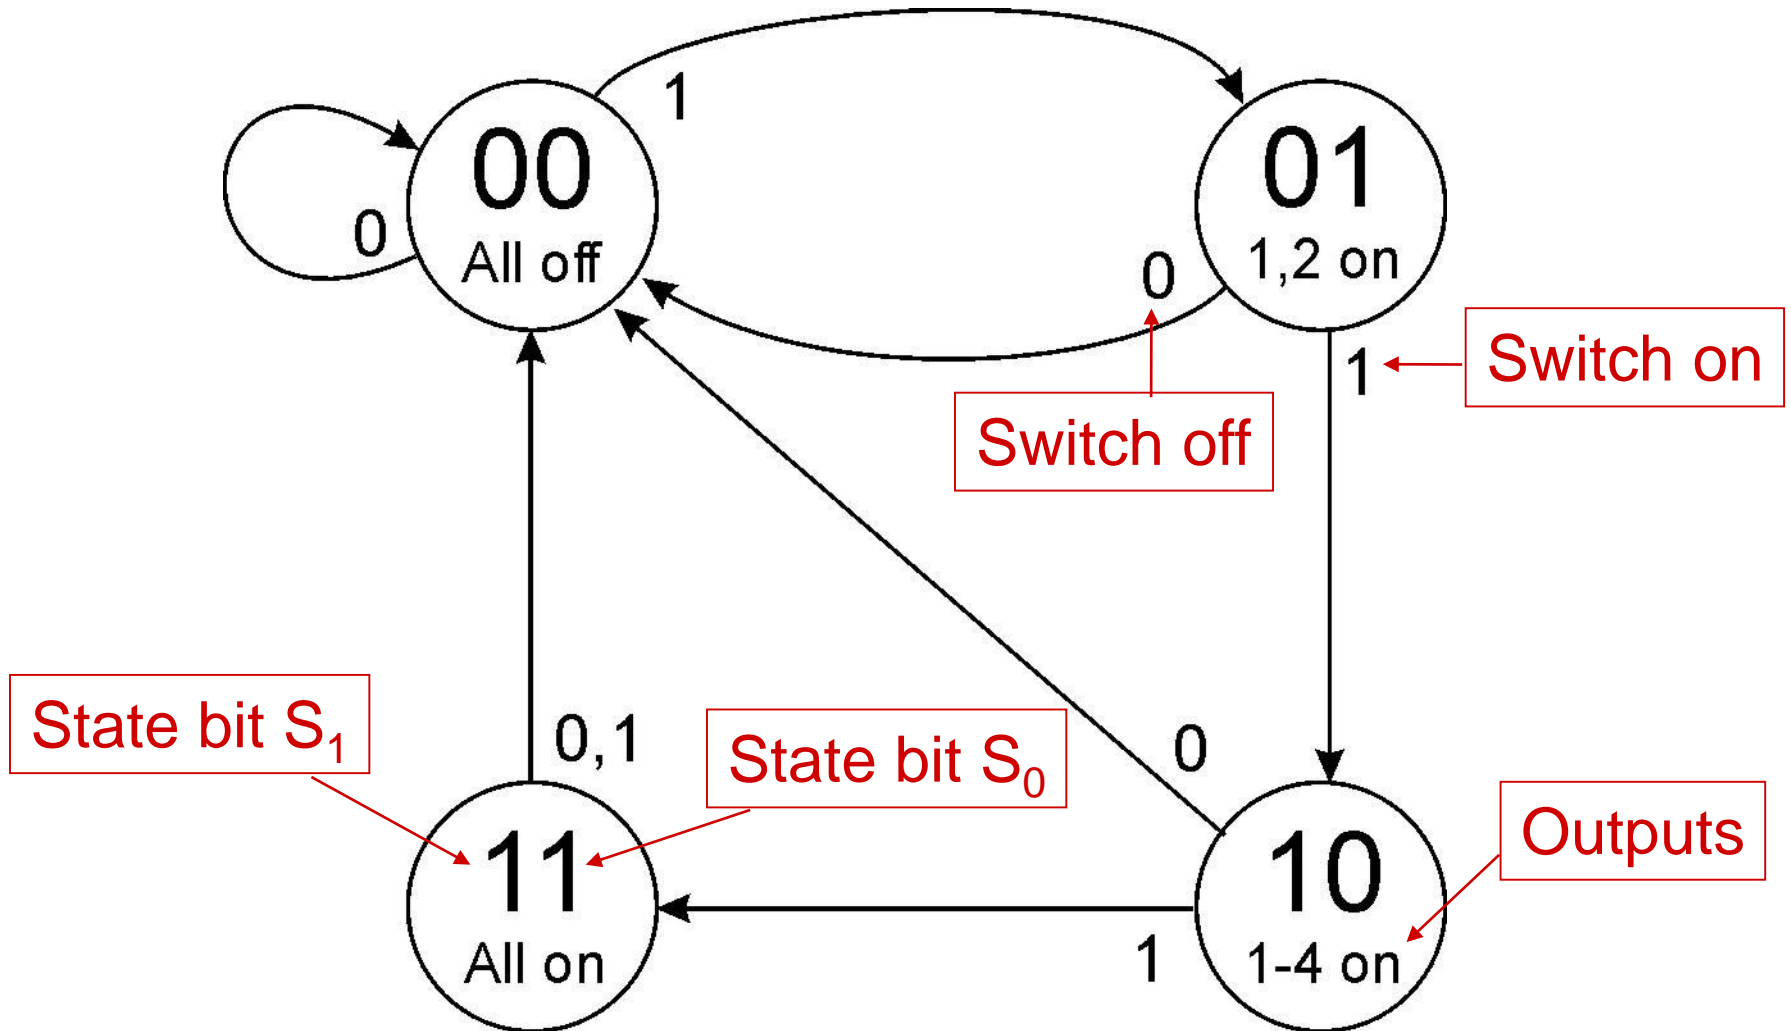 1
00
All off
0
01
1,2 on
0
1
Switch on
Switch off
State bit S₁
0,1
State bit S₀
0
11
All on
1
10
1-4 on
Outputs